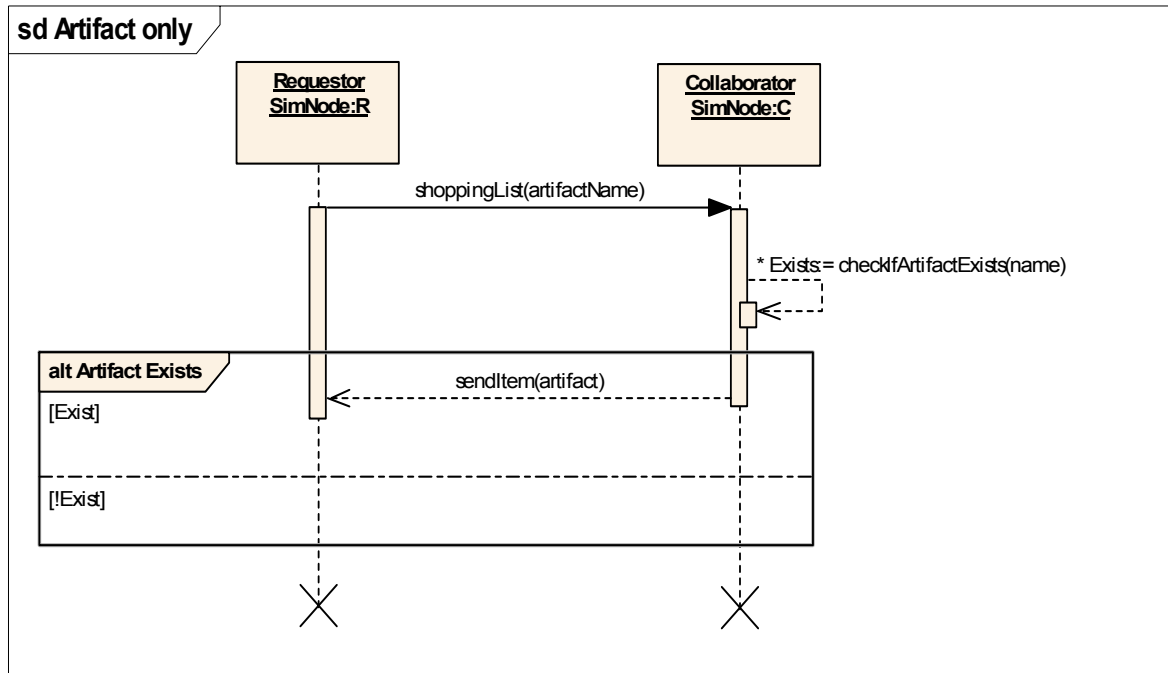 sd Artifact only
Requestor
SimNode:R
Collaborator
SimNode:C
shoppingList(artifactName)
* Exists:= checkIfArtifactExists(name)
alt Artifact Exists
sendItem(artifact)
[Exist]
[!Exist]